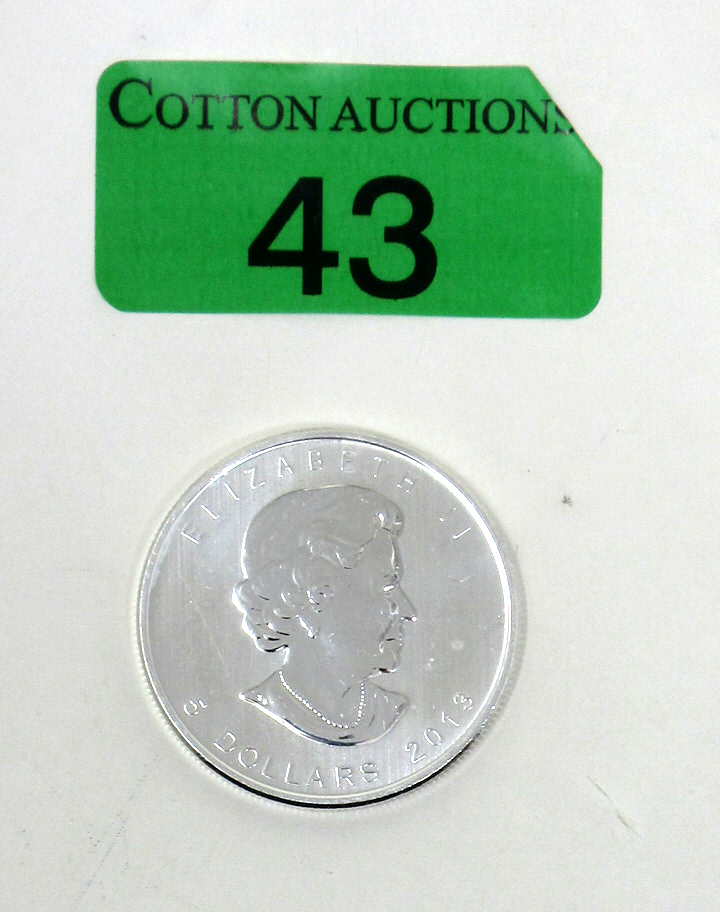 COTTON AUCTIONS
43
ELIZABETH II
5 DOLLARS 2013